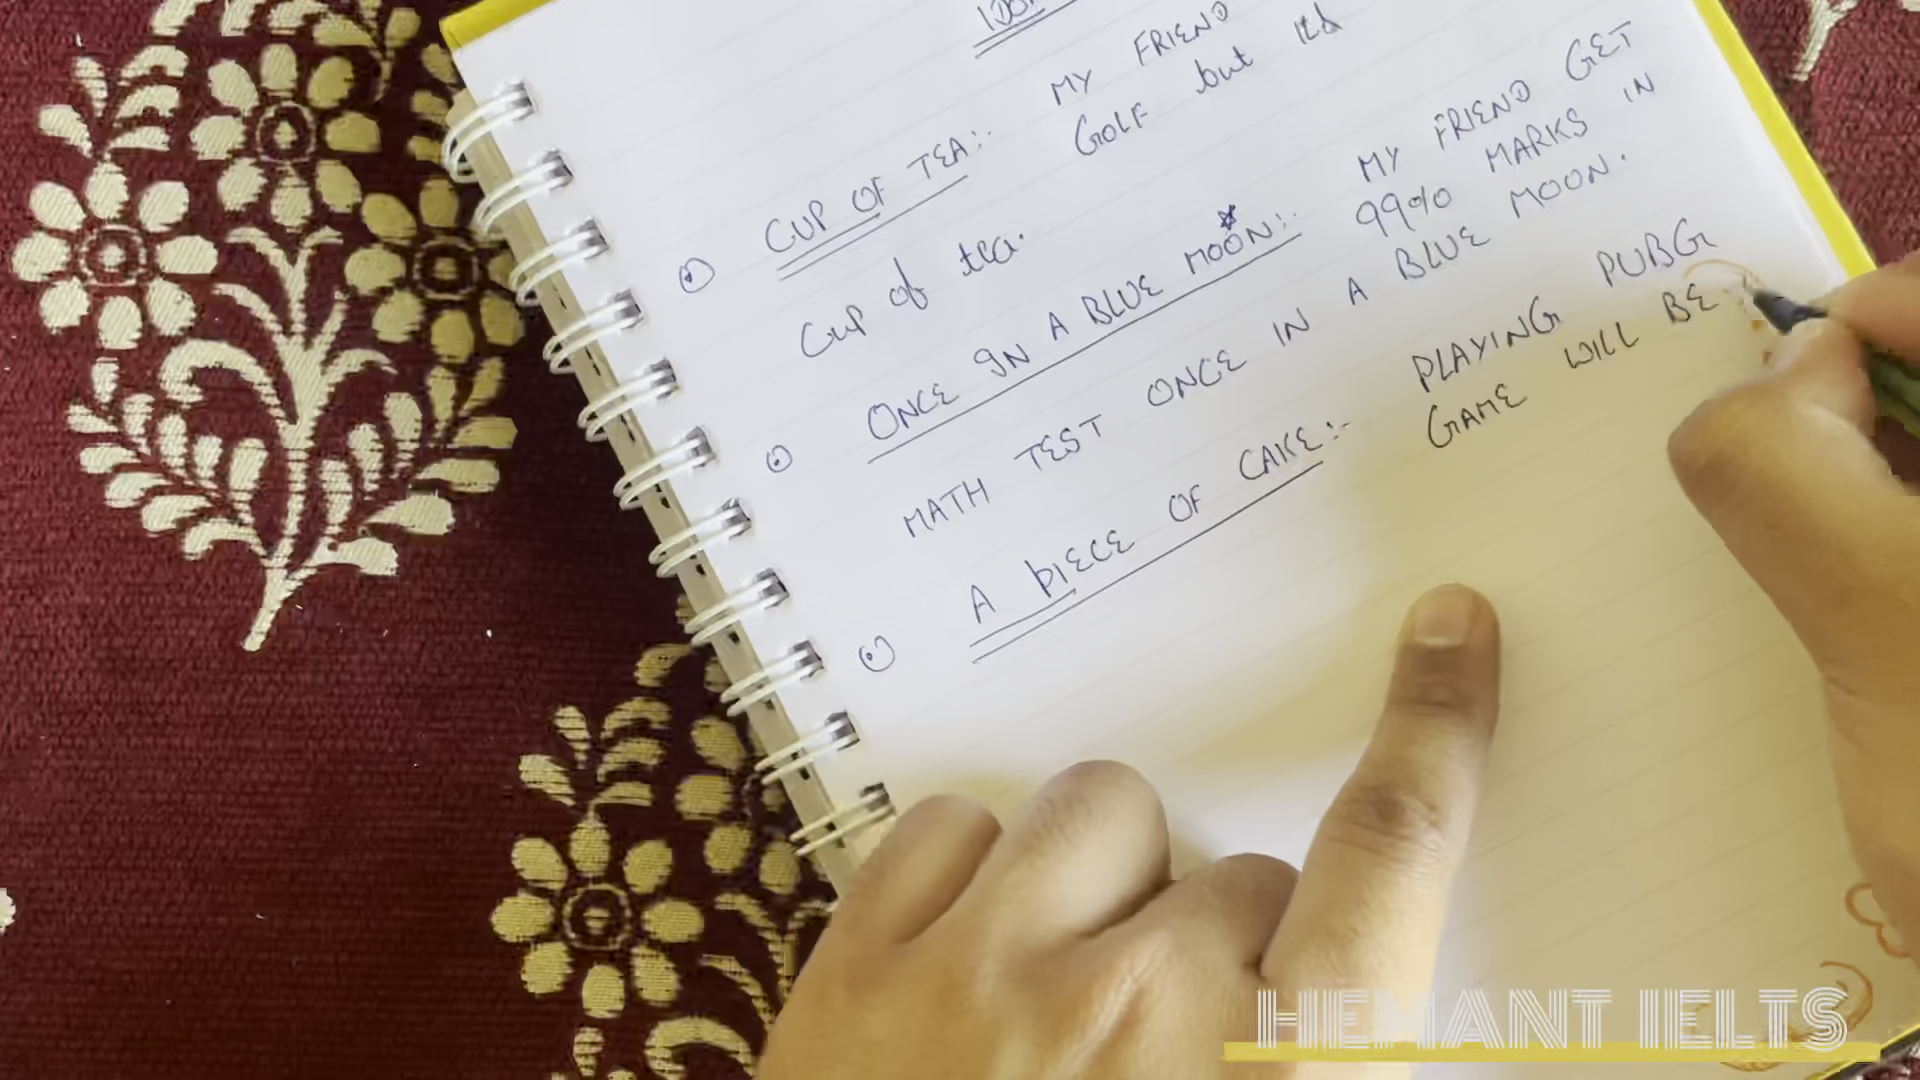 MY FRIEND
CUP OF TEA:- GOLF but its
Cup of tea.
MY FRIEND GET
ONCE IN A BLUE MOON:- 99% MARKS IN
MATH TEST ONCE IN A BLUE MOON.
PLAYING PUBG
A PIECE OF CAKE:- GAME WILL BE
HEMANT IELTS